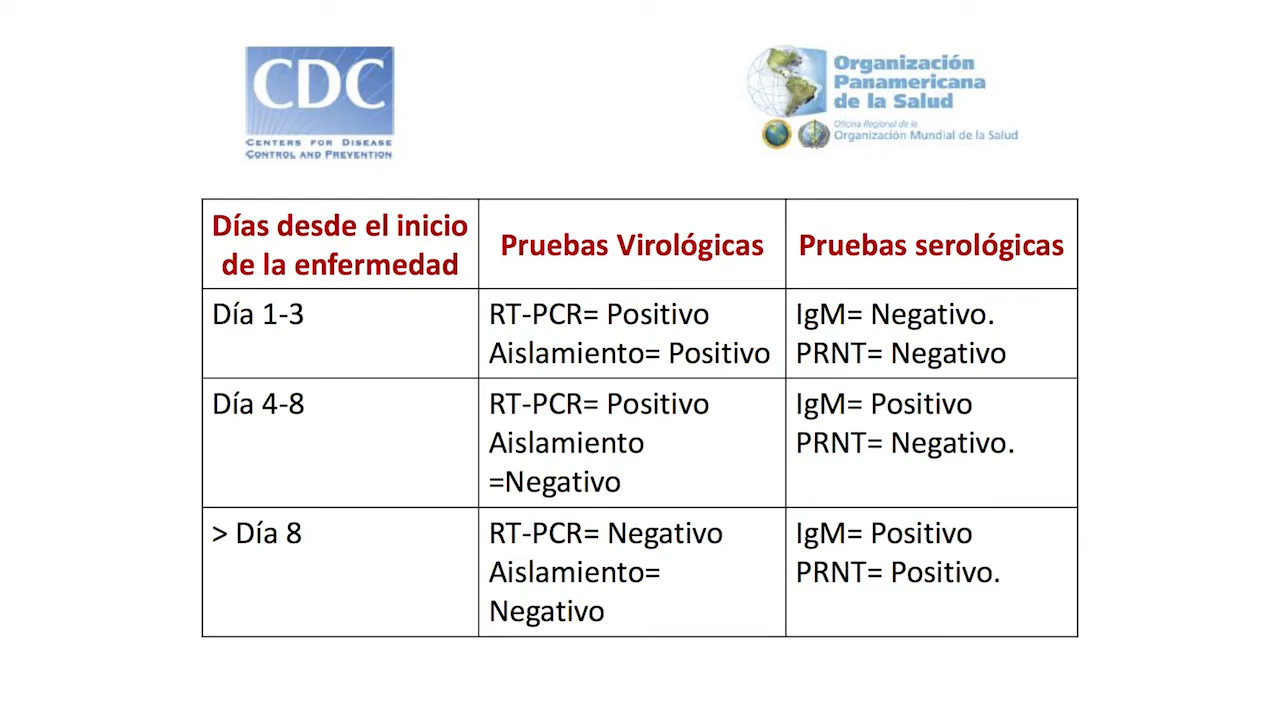 CDC
CENTERS FOR DISEASE
CONTROL AND PREVENTION
Organización
Panamericana
de la Salud
Oficina Regional de la
Organización Mundial de la Salud
Días desde el inicio
de la enfermedad
Pruebas Virológicas
Pruebas serológicas
Día 1-3
RT-PCR= Positivo
Aislamiento= Positivo
IgM= Negativo.
PRNT= Negativo
Día 4-8
RT-PCR= Positivo
Aislamiento
=Negativo
IgM= Positivo
PRNT= Negativo.
> Día 8
RT-PCR= Negativo
Aislamiento=
Negativo
IgM= Positivo
PRNT= Positivo.